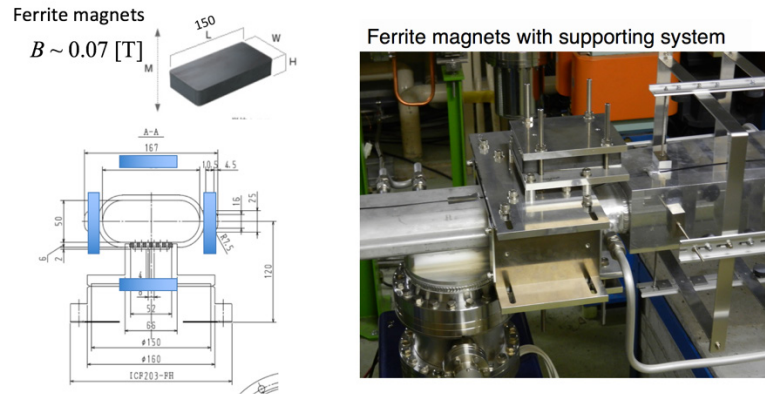 Ferrite magnets
B ~ 0.07 [T]
150
L
W
M
H
A-A
167
10.5
4.5
16
25
50
R2.5
6
2
120
52
66
φ150
φ160
ICF203-FH
Ferrite magnets with supporting system